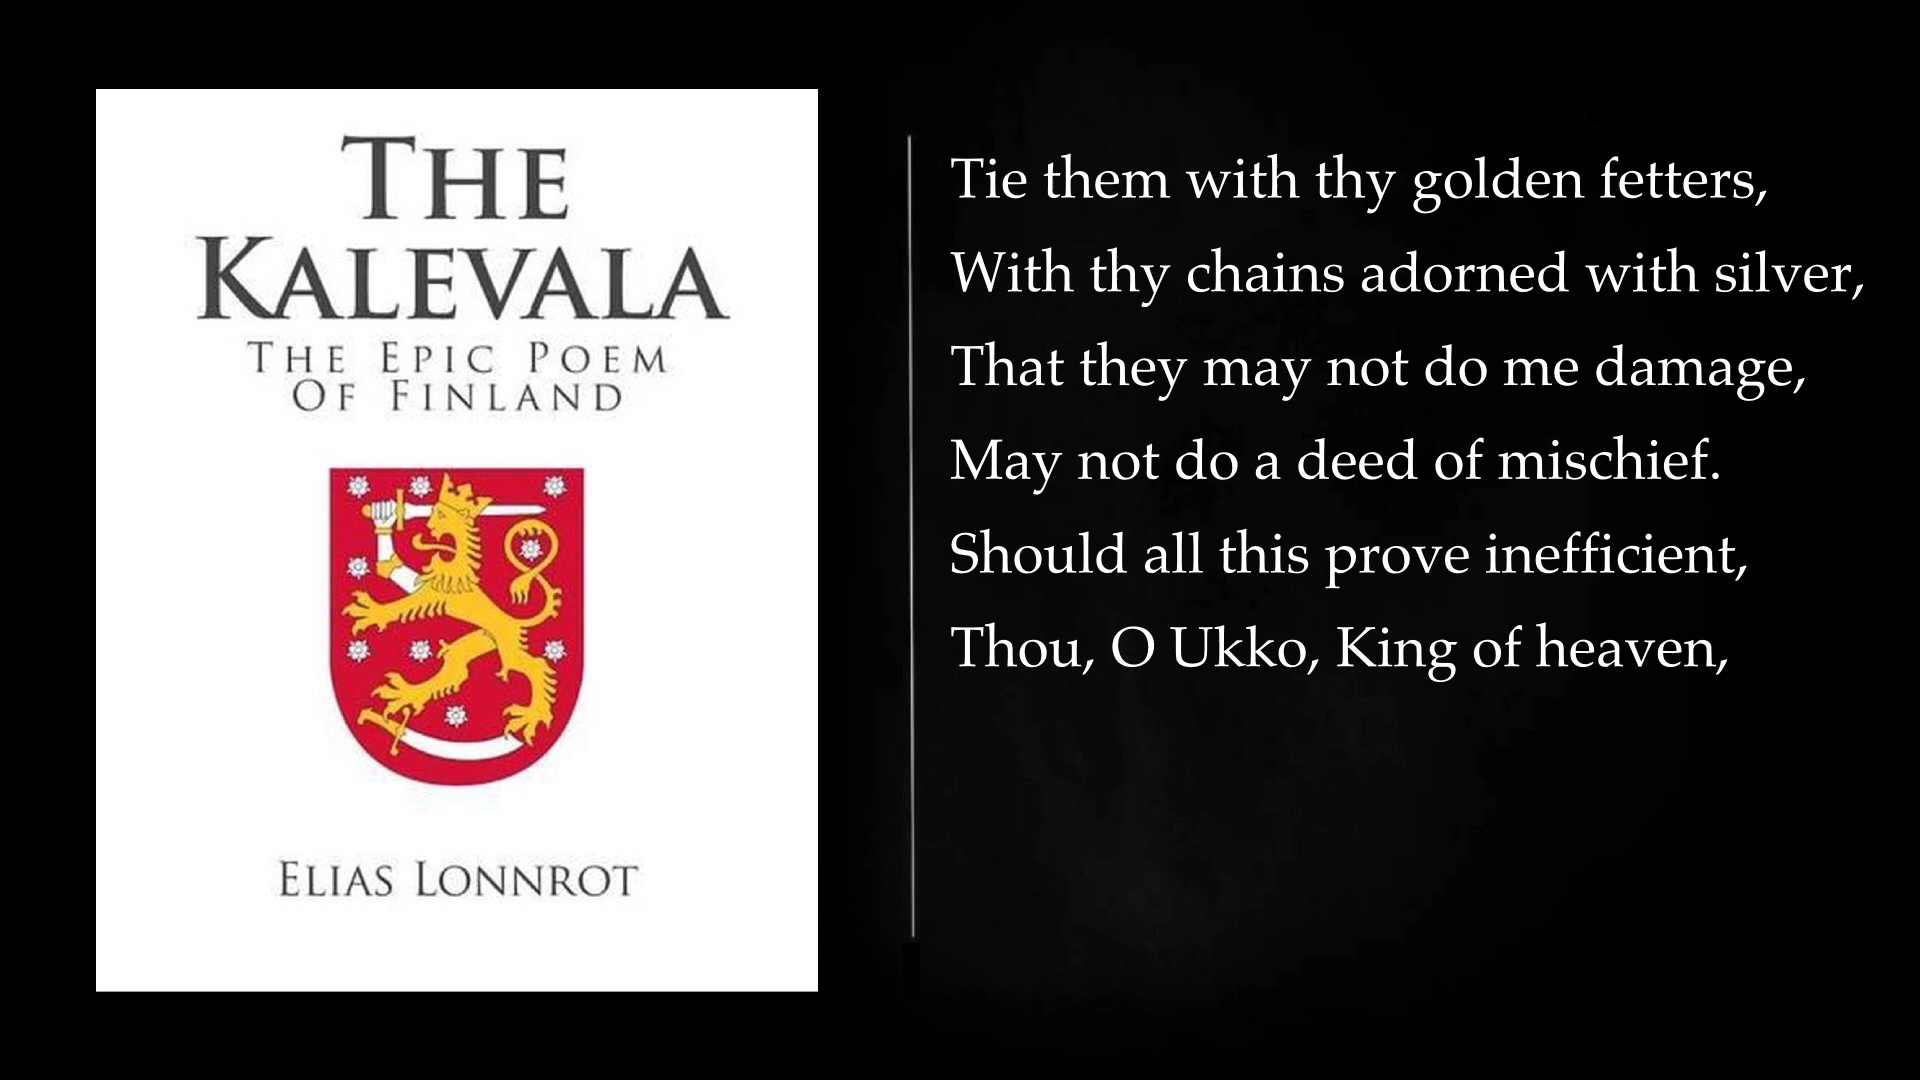 THE
KALEVALA
THE EPIC POEM
OF FINLAND
ELIAS LONNROT
Tie them with thy golden fetters,
With thy chains adorned with silver,
That they may not do me damage,
May not do a deed of mischief.
Should all this prove inefficient,
Thou, O Ukko, King of heaven,